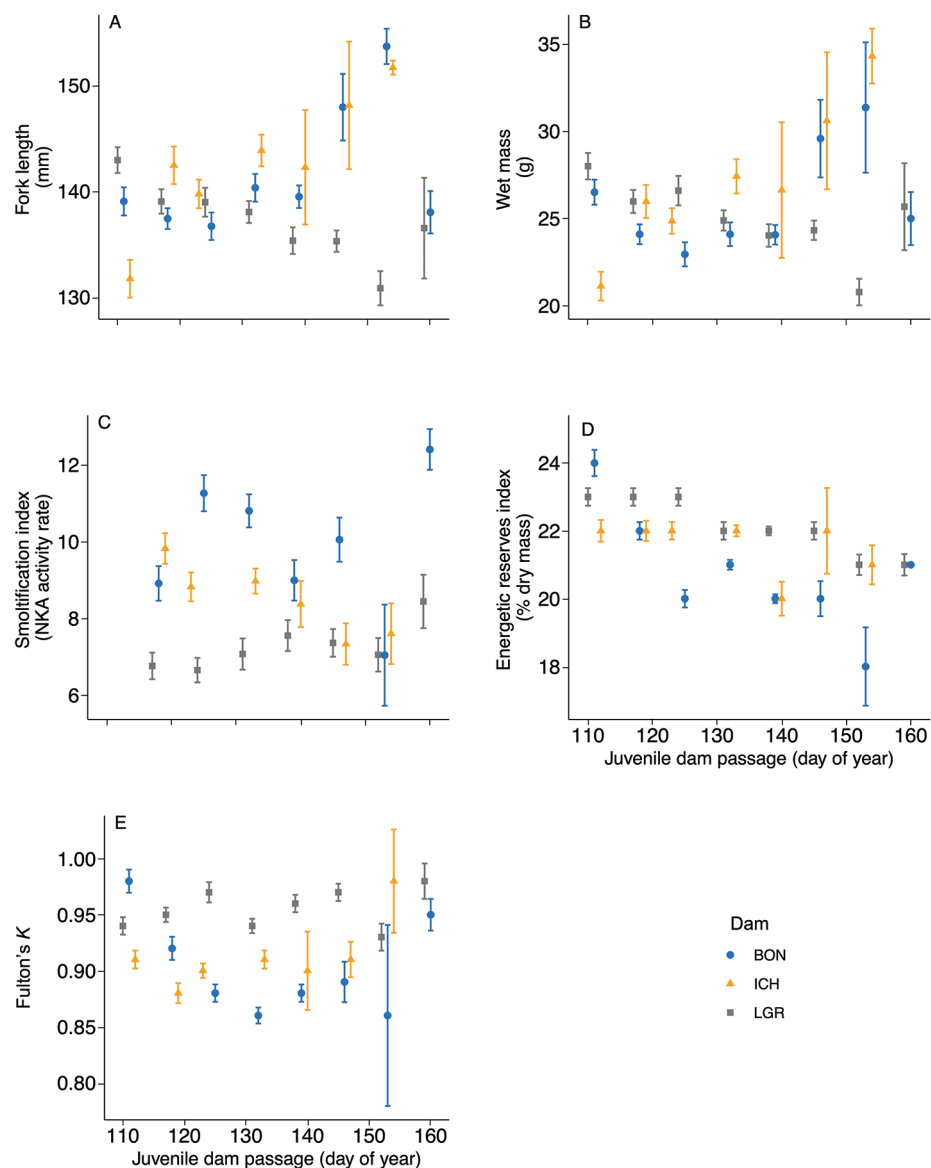 A
150
140
130
Fork length
(mm)
B
35
30
25
20
Wet mass
(g)
C
12
10
8
6
Smoltification index
(NKA activity rate)
D
24
22
20
18
Energetic reserves index
(% dry mass)
110 120 130 140 150 160
Juvenile dam passage (day of year)
E
1.00
0.95
0.90
0.85
0.80
Fulton's K
110 120 130 140 150 160
Juvenile dam passage (day of year)
Dam
BON
ICH
LGR